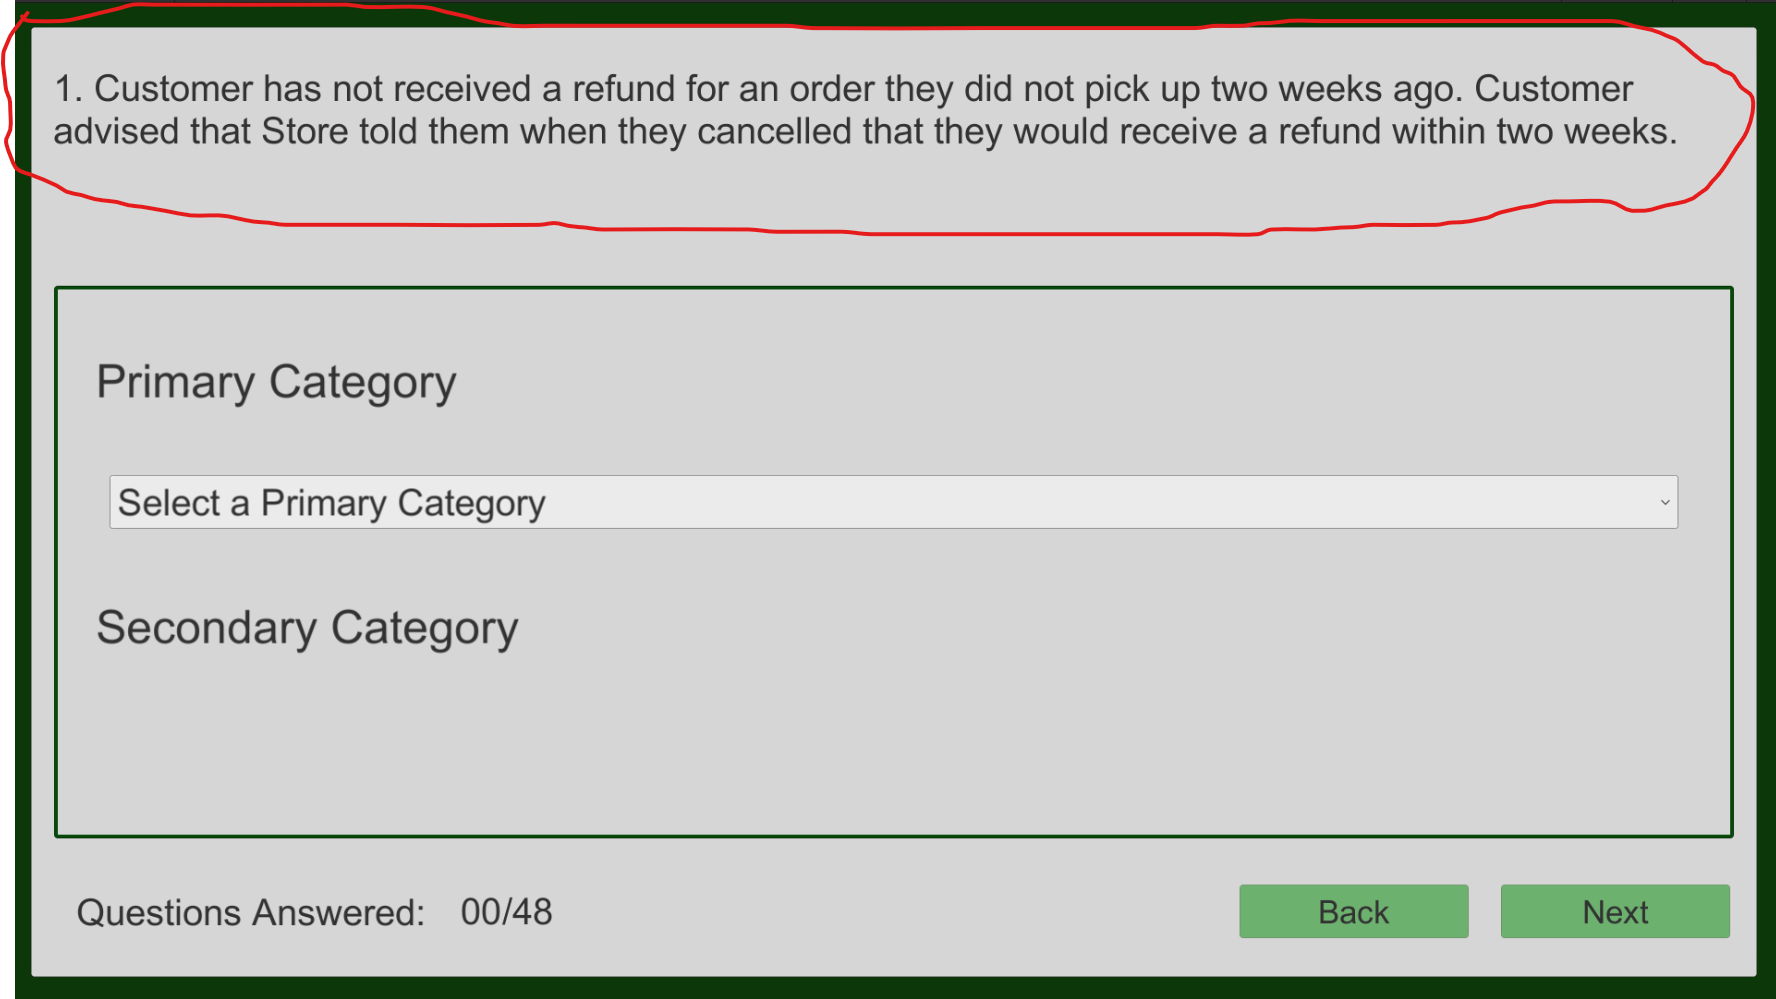 1. Customer has not received a refund for an order they did not pick up two weeks ago. Customer
advised that Store told them when they cancelled that they would receive a refund within two weeks.
Primary Category
Select a Primary Category
Secondary Category
Questions Answered: 00/48
Back
Next